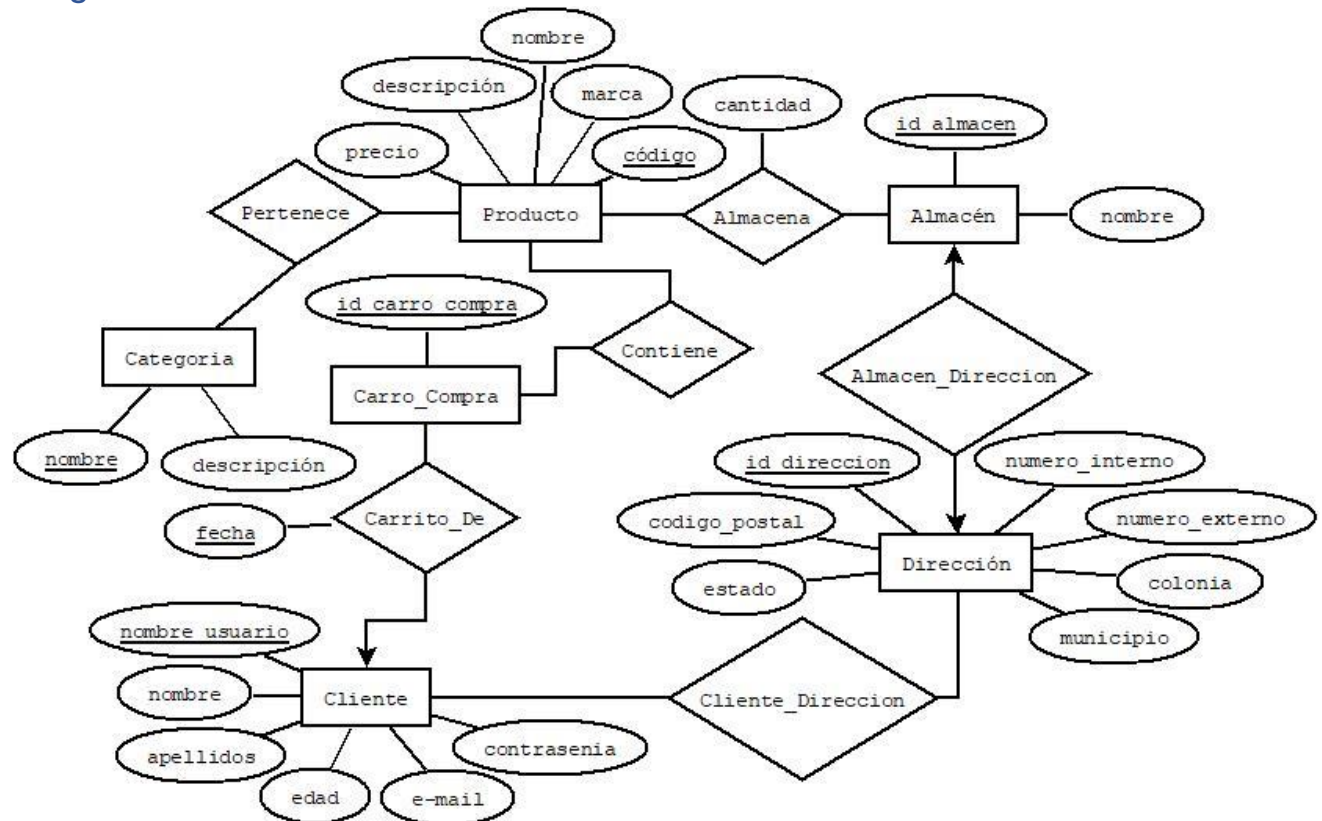 nombre
descripción
marca
cantidad
id almacen
precio
código
Pertenece
Producto
Almacena
Almacén
nombre
id carro compra
Contiene
Categoria
Carro_Compra
Almacen_Direccion
nombre
descripción
id direccion
numero_interno
fecha
Carrito_De
codigo_postal
numero_externo
Dirección
estado
colonia
nombre usuario
municipio
nombre
Cliente
Cliente_Direccion
apellidos
contrasenia
edad
e-mail